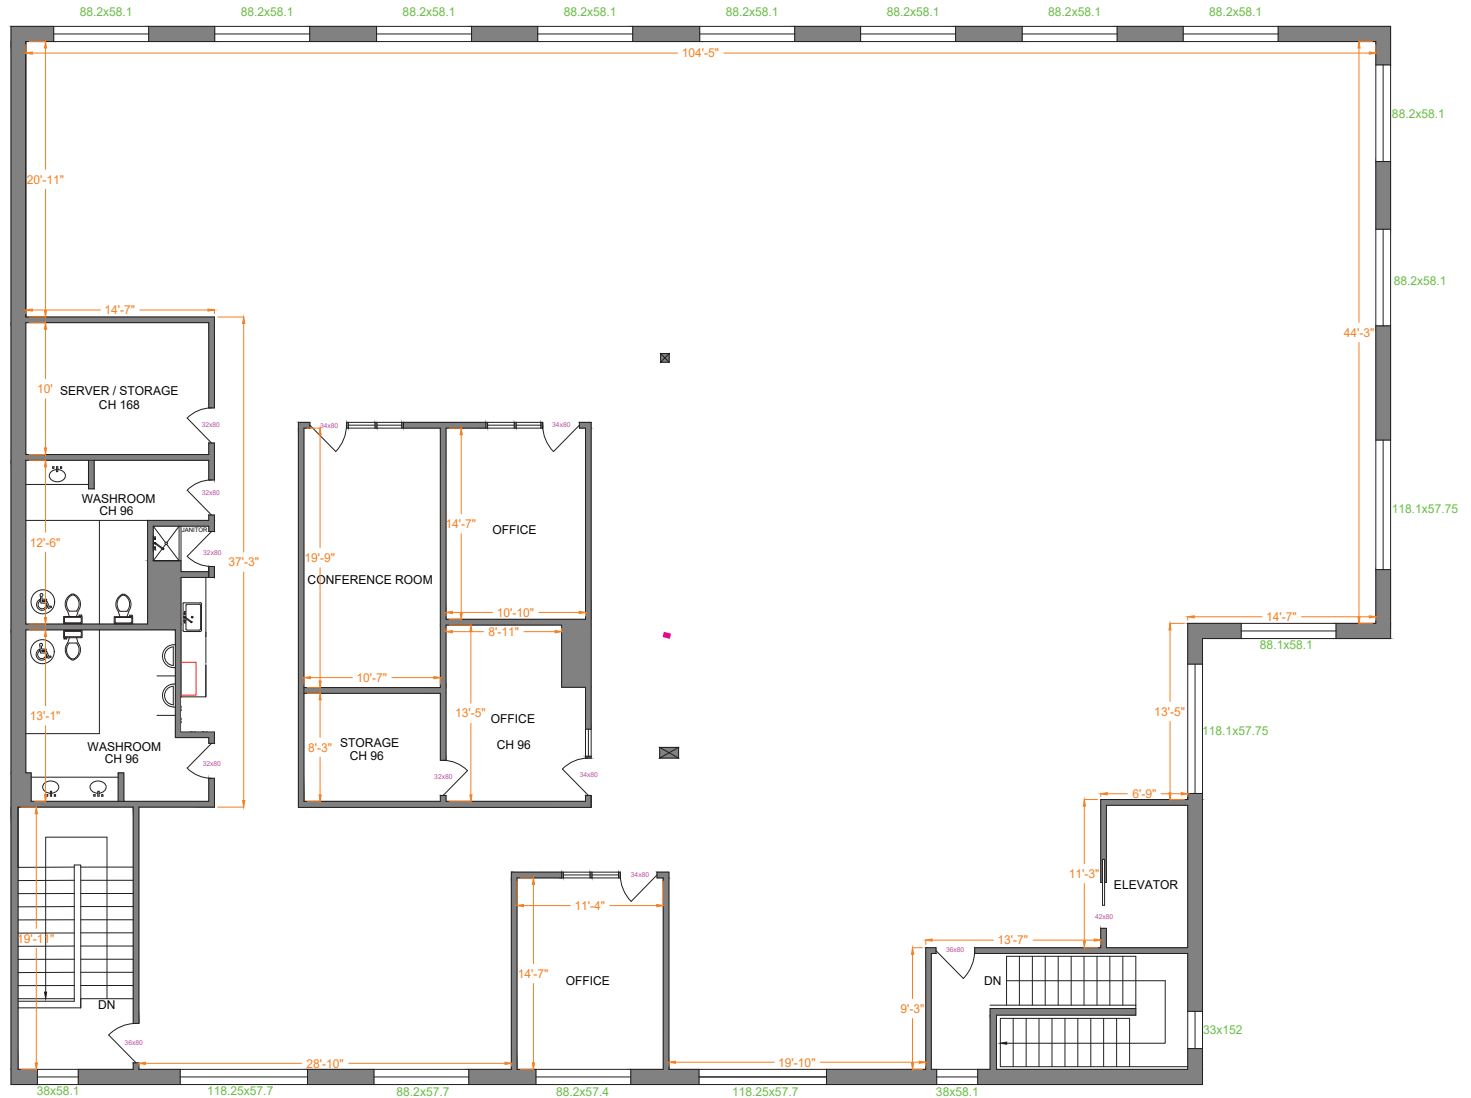 88.2x58.1
88.2x58.1
88.2x58.1
88.2x58.1
88.2x58.1
88.2x58.1
88.2x58.1
88.2x58.1
104'-5"
88.2x58.1
20'-11"
88.2x58.1
14'-7"
44'-3"
10'
SERVER / STORAGE
CH 168
32x80
34x80
34x80
WASHROOM
CH 96
32x80
118.1x57.75
14'-7"
OFFICE
JANITOR
12'-6"
32x80
37'-3"
19'-9"
CONFERENCE ROOM
10'-10"
14'-7"
8'-11"
88.1x58.1
10'-7"
13'-1"
13'-5"
13'-5"
OFFICE
CH 96
118.1x57.75
WASHROOM
CH 96
32x80
8'-3"
STORAGE
CH 96
32x80
34x80
6'-9"
11'-3"
34x80
ELEVATOR
11'-4"
42x80
19'-11"
13'-7"
36x80
14'-7"
OFFICE
DN
DN
9'-3"
33x152
36x80
28'-10"
19'-10"
38x58.1
118.25x57.7
88.2x57.7
88.2x57.4
118.25x57.7
38x58.1